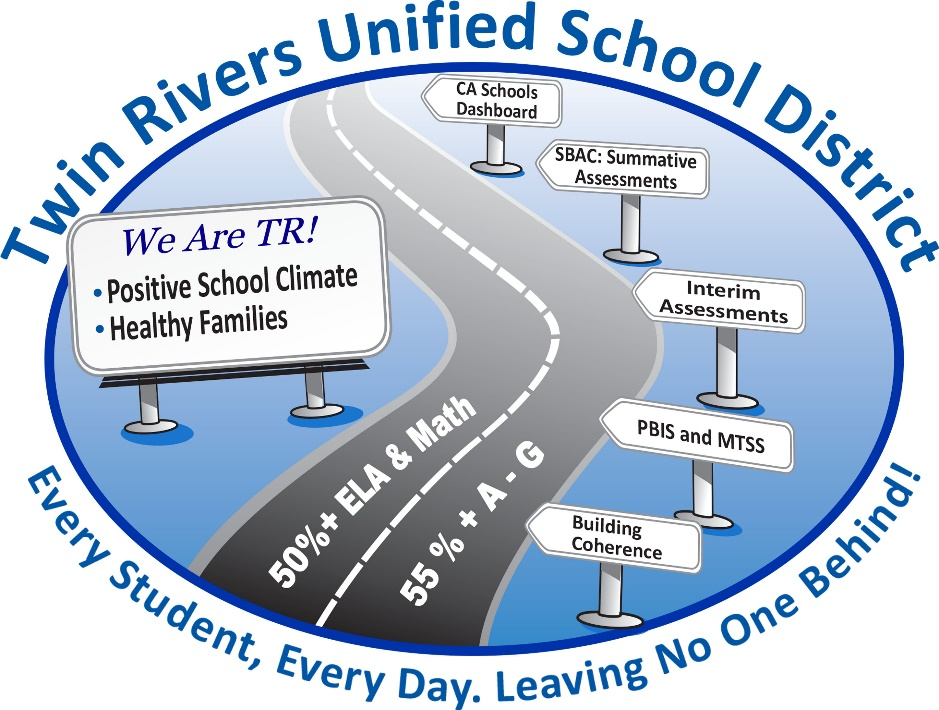 Twin Rivers Unified School District
CA Schools
Dashboard
SBAC: Summative
Assessments
We Are TR!
• Positive School Climate
• Healthy Families
Interim
Assessments
PBIS and MTSS
Building
Coherence
50%+ ELA & Math
55 % + A - G
Every Student, Every Day. Leaving No One Behind!